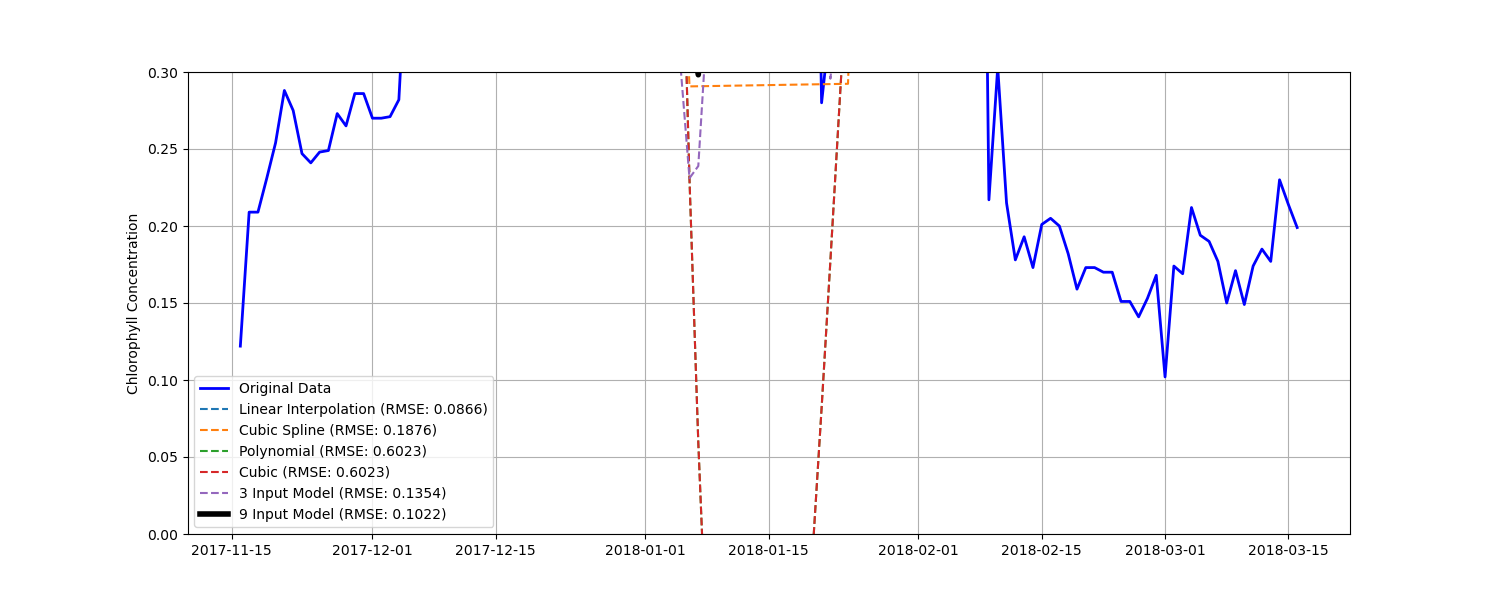 0.30
0.25
0.20
0.15
0.10
0.05
0.00
Chlorophyll Concentration
Original Data
Linear Interpolation (RMSE: 0.0866)
Cubic Spline (RMSE: 0.1876)
Polynomial (RMSE: 0.6023)
Cubic (RMSE: 0.6023)
3 Input Model (RMSE: 0.1354)
9 Input Model (RMSE: 0.1022)
2017-11-15
2017-12-01
2017-12-15
2018-01-01
2018-01-15
2018-02-01
2018-02-15
2018-03-01
2018-03-15